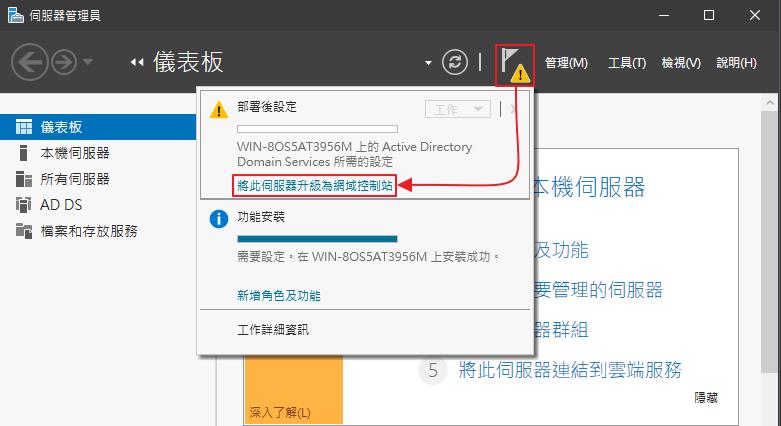 伺服器管理員
儀表板
管理(M) 工具(T) 檢視(V) 說明(H)
儀表板
本機伺服器
所有伺服器
AD DS
檔案和存放服務
部署後設定
工作
WIN-8OS5AT3956M 上的 Active Directory
Domain Services 所需的設定
將此伺服器升級為網域控制站
功能安裝
需要設定。在 WIN-8OS5AT3956M 上安裝成功。
新增角色及功能
工作詳細資訊
本機伺服器
及功能
要管理的伺服器
器群組
5 將此伺服器連結到雲端服務
隱藏
深入了解(L)